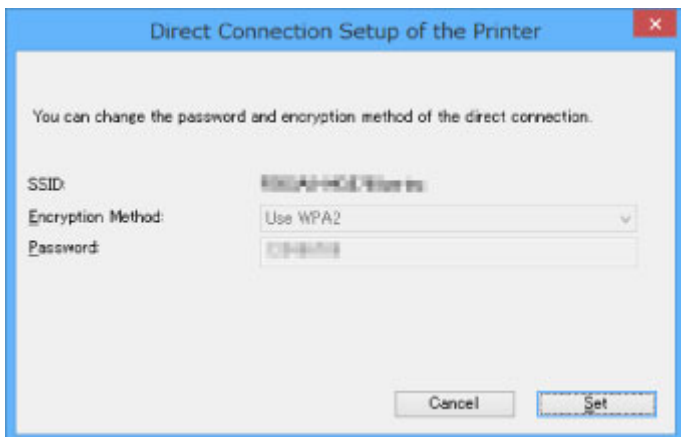 Direct Connection Setup of the Printer
You can change the password and encryption method of the direct connection.
SSID:
Encryption Method: Use WPA2
Password:
Cancel Set